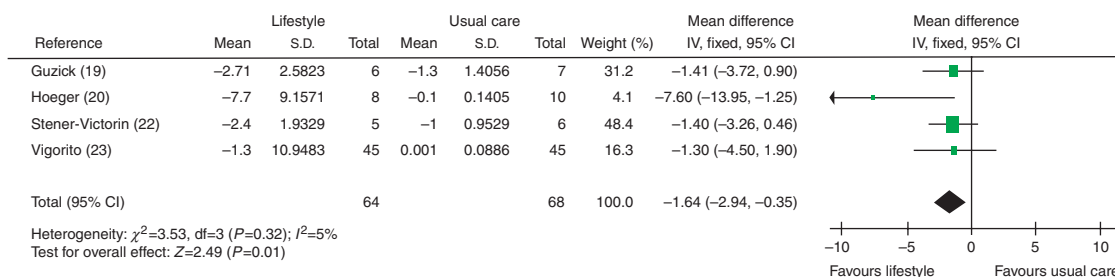 Lifestyle Usual care Mean difference Mean difference
Reference Mean S.D. Total Mean S.D. Total Weight (%) IV, fixed, 95% CI IV, fixed, 95% CI
Guzick (19) −2.71 2.5823 6 −1.3 1.4056 7 31.2 −1.41 (−3.72, 0.90)
Hoeger (20) −7.7 9.1571 8 −0.1 0.1405 10 4.1 −7.60 (−13.95, −1.25)
Stener-Victorin (22) −2.4 1.9329 5 −1 0.9529 6 48.4 −1.40 (−3.26, 0.46)
Vigorito (23) −1.3 10.9483 45 0.001 0.0886 45 16.3 −1.30 (−4.50, 1.90)
Total (95% CI) 64 68 100.0 −1.64 (−2.94, −0.35)
Heterogeneity: χ²=3.53, df=3 (P=0.32); I²=5%
Test for overall effect: Z=2.49 (P=0.01)
−10 −5 0 5 10
Favours lifestyle Favours usual care